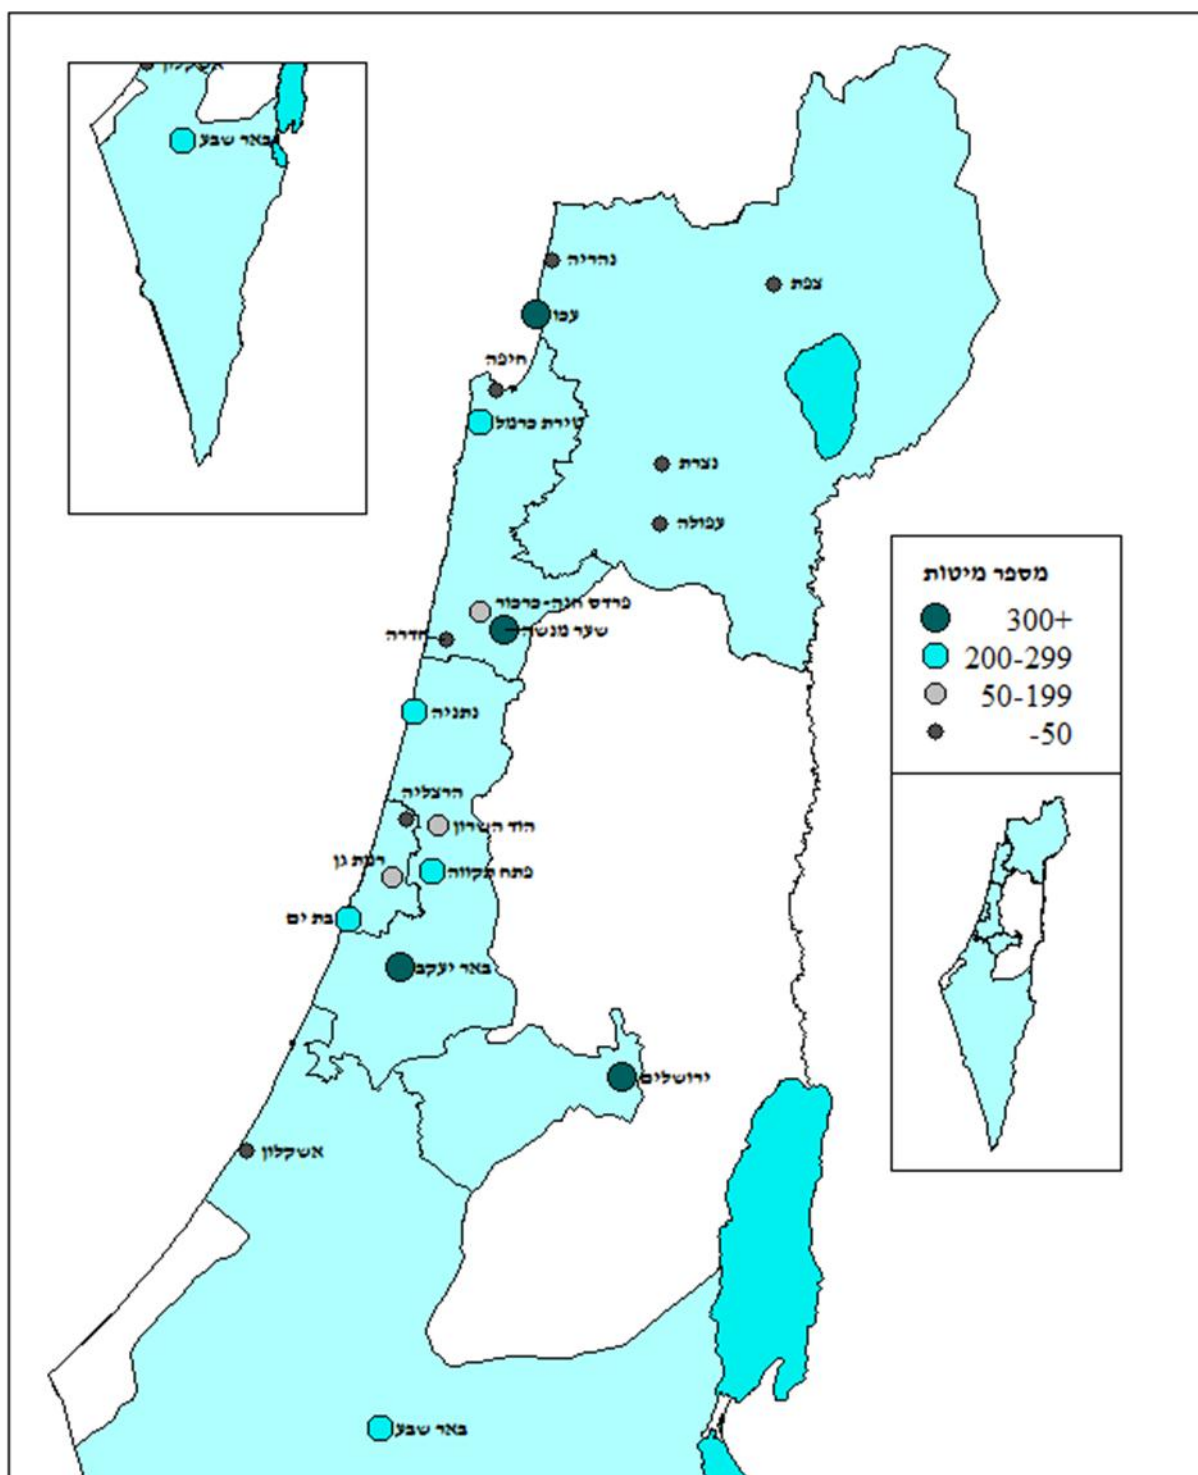 אשקלון
באר שבע
נהריה
צפת
עכו
חיפה
טירת כרמל
נצרת
עפולה
פרדס חנה-כרכור
שער מנשה
חדרה
נתניה
הרצליה
הוד השרון
רמת גן
פתח תקווה
בת ים
באר יעקב
ירושלים
אשקלון
באר שבע
מספר מיטות
300+
200-299
50-199
-50